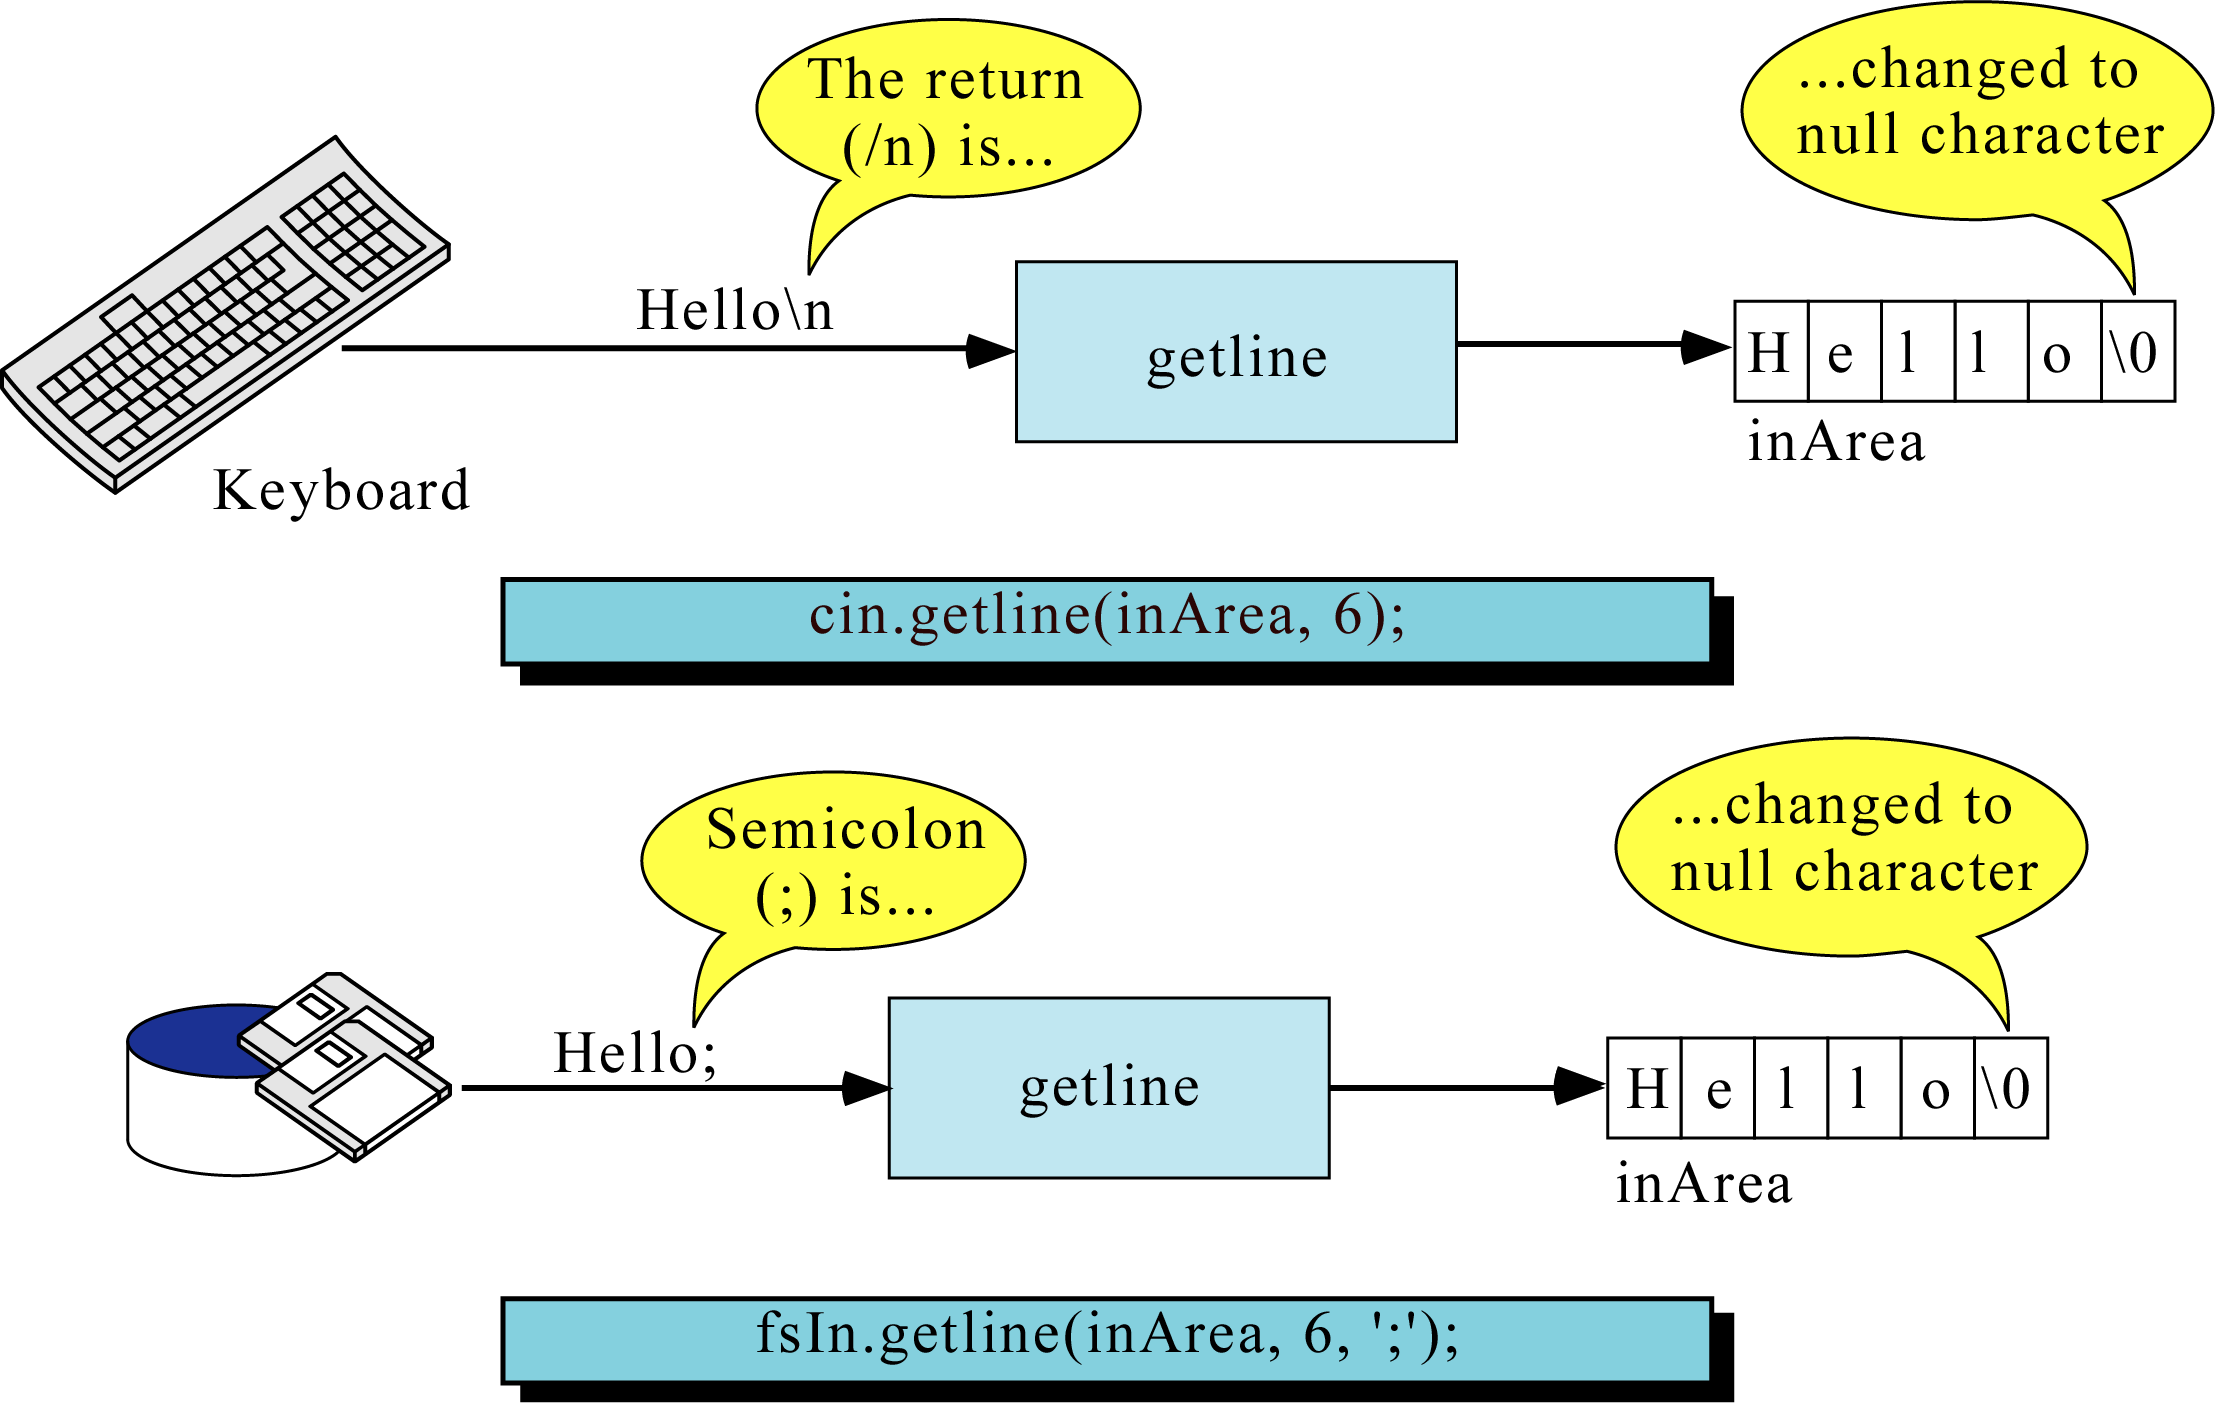 The return
(/n) is...
...changed to
null character
Hello\n
getline
H e l l o \0
inArea
Keyboard
cin.getline(inArea, 6);
Semicolon
(;) is...
...changed to
null character
Hello;
getline
H e l l o \0
inArea
fsIn.getline(inArea, 6, ';');